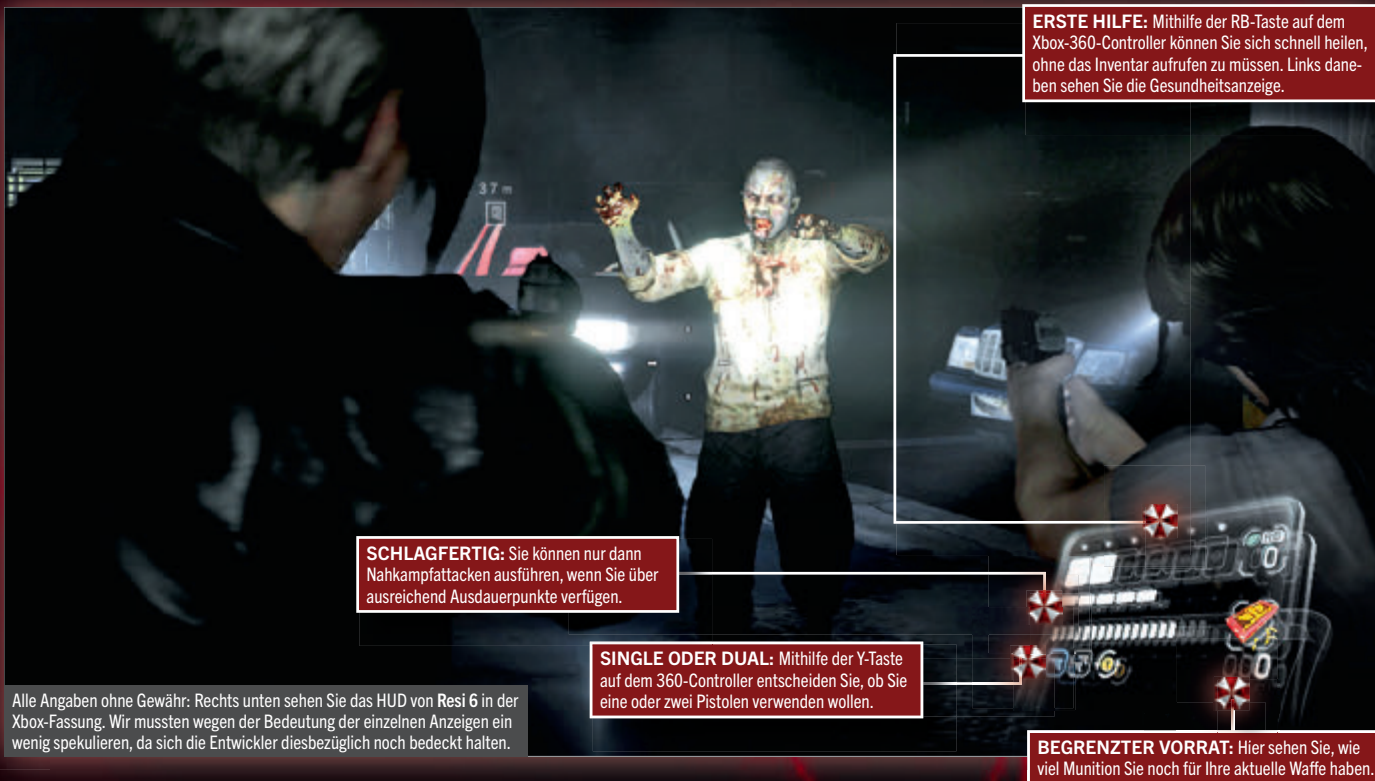 ERSTE HILFE: Mithilfe der RB-Taste auf dem
Xbox-360-Controller können Sie sich schnell heilen,
ohne das Inventar aufrufen zu müssen. Links dane-
ben sehen Sie die Gesundheitsanzeige.
37 m
SCHLAGFERTIG: Sie können nur dann
Nahkampfattacken ausführen, wenn Sie über
ausreichend Ausdauerpunkte verfügen.
SINGLE ODER DUAL: Mithilfe der Y-Taste
auf dem 360-Controller entscheiden Sie, ob Sie
eine oder zwei Pistolen verwenden wollen.
Alle Angaben ohne Gewähr: Rechts unten sehen Sie das HUD von Resi 6 in der
Xbox-Fassung. Wir mussten wegen der Bedeutung der einzelnen Anzeigen ein
wenig spekulieren, da sich die Entwickler diesbezüglich noch bedeckt halten.
BEGRENZTER VORRAT: Hier sehen Sie, wie
viel Munition Sie noch für Ihre aktuelle Waffe haben.